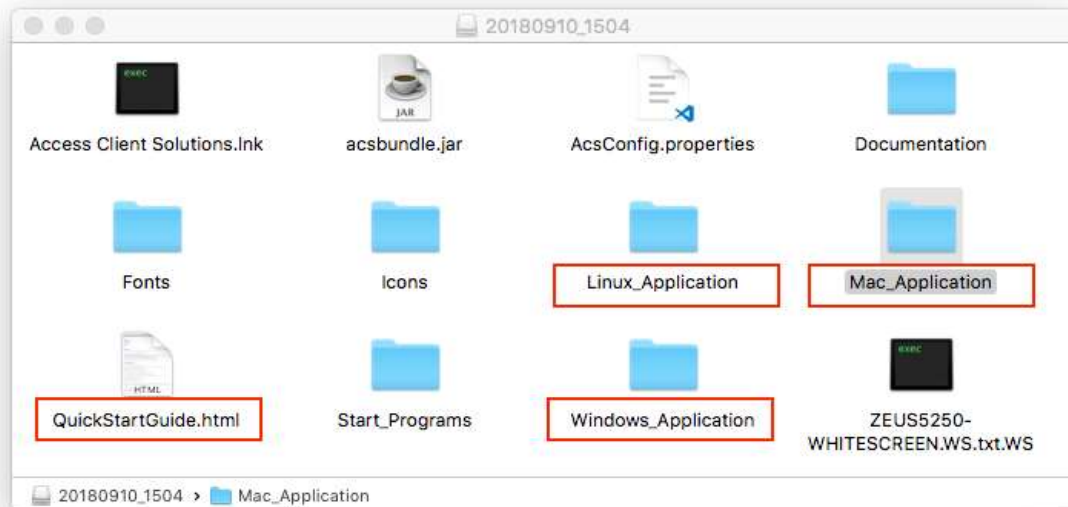 20180910_1504
exec
Access Client Solutions.lnk
JAR
acsbundle.jar
AcsConfig.properties
Documentation
Fonts
Icons
Linux_Application
Mac_Application
HTML
QuickStartGuide.html
Start_Programs
Windows_Application
exec
ZEUS5250-
WHITESCREEN.WS.txt.WS
20180910_1504 › Mac_Application